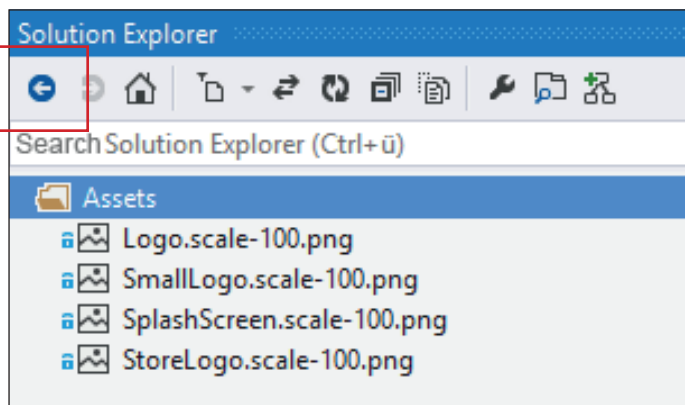 Solution Explorer
Search Solution Explorer (Ctrl+ü)
Assets
Logo.scale-100.png
SmallLogo.scale-100.png
SplashScreen.scale-100.png
StoreLogo.scale-100.png